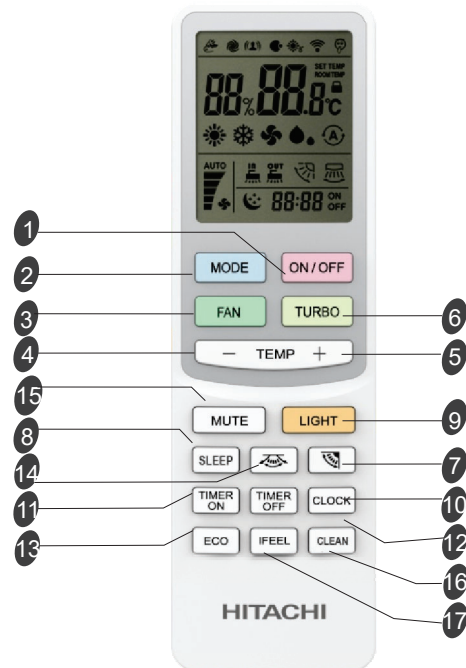 SET TEMP
ROOM TEMP
88% 88.8°C
A
AUTO IN OUT
88:88 ON
OFF
1
2 MODE ON/OFF
3 FAN TURBO 6
4 − TEMP + 5
15
MUTE LIGHT 9
8
SLEEP 7
14
11 TIMER ON TIMER OFF CLOCK 10
12
13 ECO IFEEL CLEAN
16
17
HITACHI